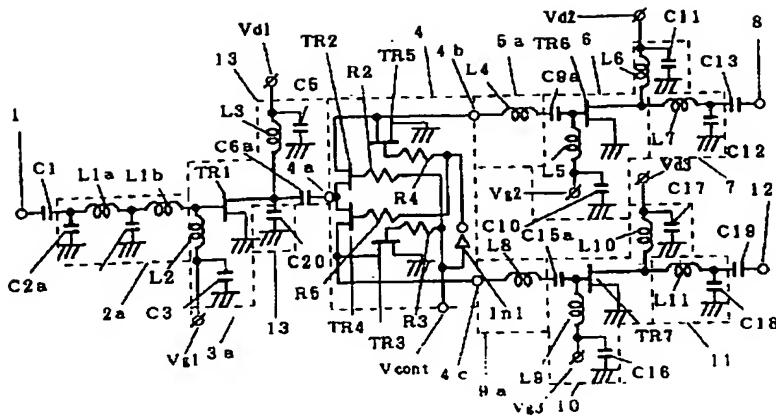 Vd2 C11
Vd1 TR2 TR5 4 4b 5a TR6 6 8
13 C5 R2 L4 C9a L6 C13
1 L3
C6a 4a L7
C1 L1a L1b TR1 R4 L5 Vd3 C12
Vg2 C17 7 12
C10 C19
L2 L8 C15a L10
C2a C3 C20 R5 R3 In1 L11
2a 13 TR4 TR3 L9 TR7 C18
Vg1 3a Vcont 4c 9a C16 11
Vg3 10